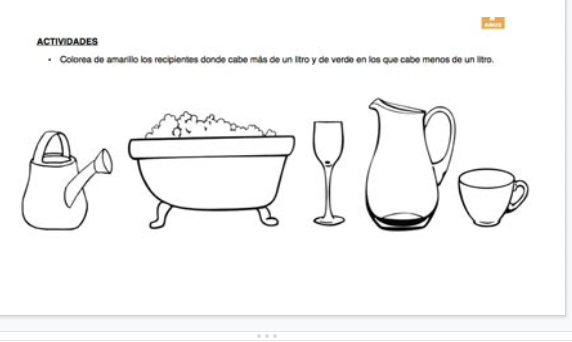 AÑOS
ACTIVIDADES
• Colorea de amarillo los recipientes donde cabe más de un litro y de verde en los que cabe menos de un litro.